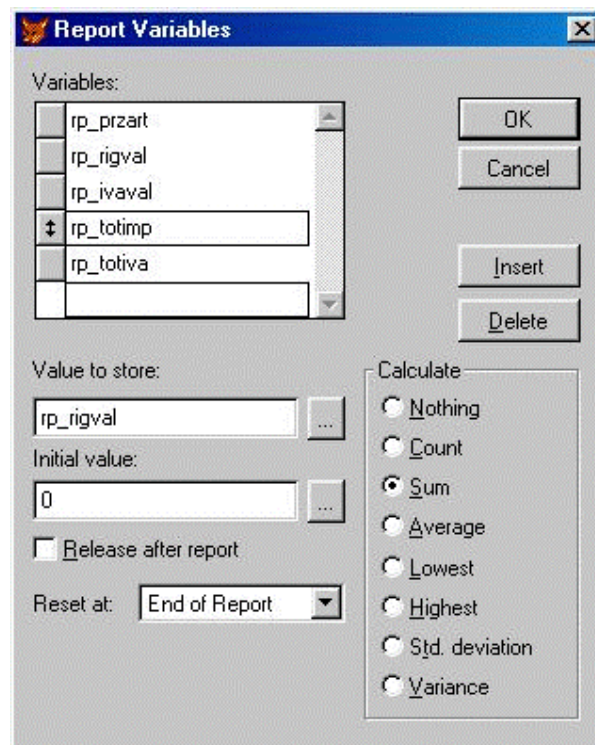 Report Variables
Variables:
rp_przart
rp_rigval
rp_ivaval
rp_totimp
rp_totiva
OK
Cancel
Insert
Delete
Value to store:
rp_rigval
...
Initial value:
0
...
Release after report
Reset at: End of Report
Calculate
Nothing
Count
Sum
Average
Lowest
Highest
Std. deviation
Variance